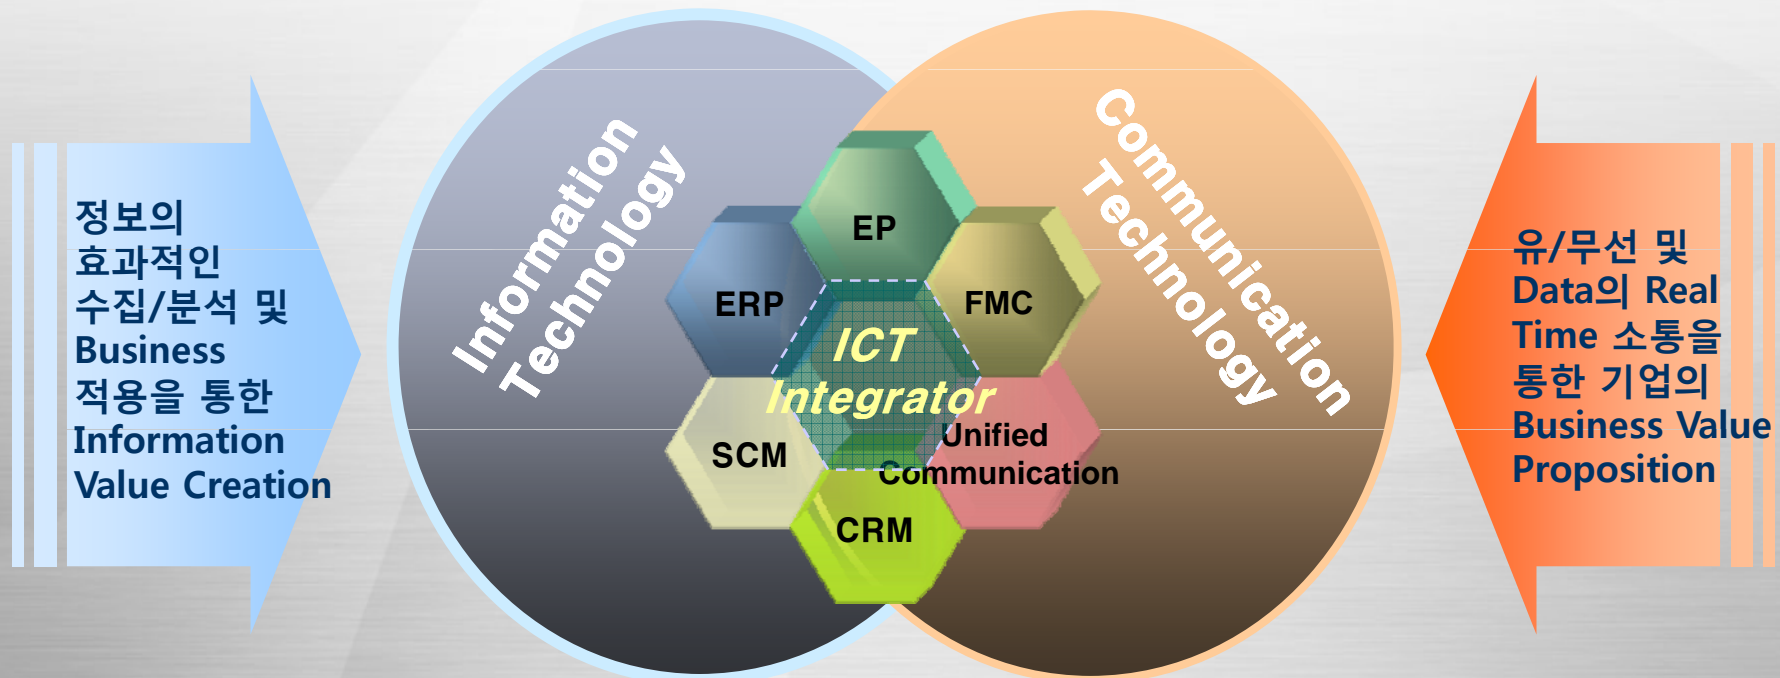 정보의
효과적인
수집/분석 및
Business
적용을 통한
Information
Value Creation
Information
Technology
Communication
Technology
EP
ERP
FMC
ICT
Integrator
SCM
Unified
Communication
CRM
유/무선 및
Data의 Real
Time 소통을
통한 기업의
Business Value
Proposition